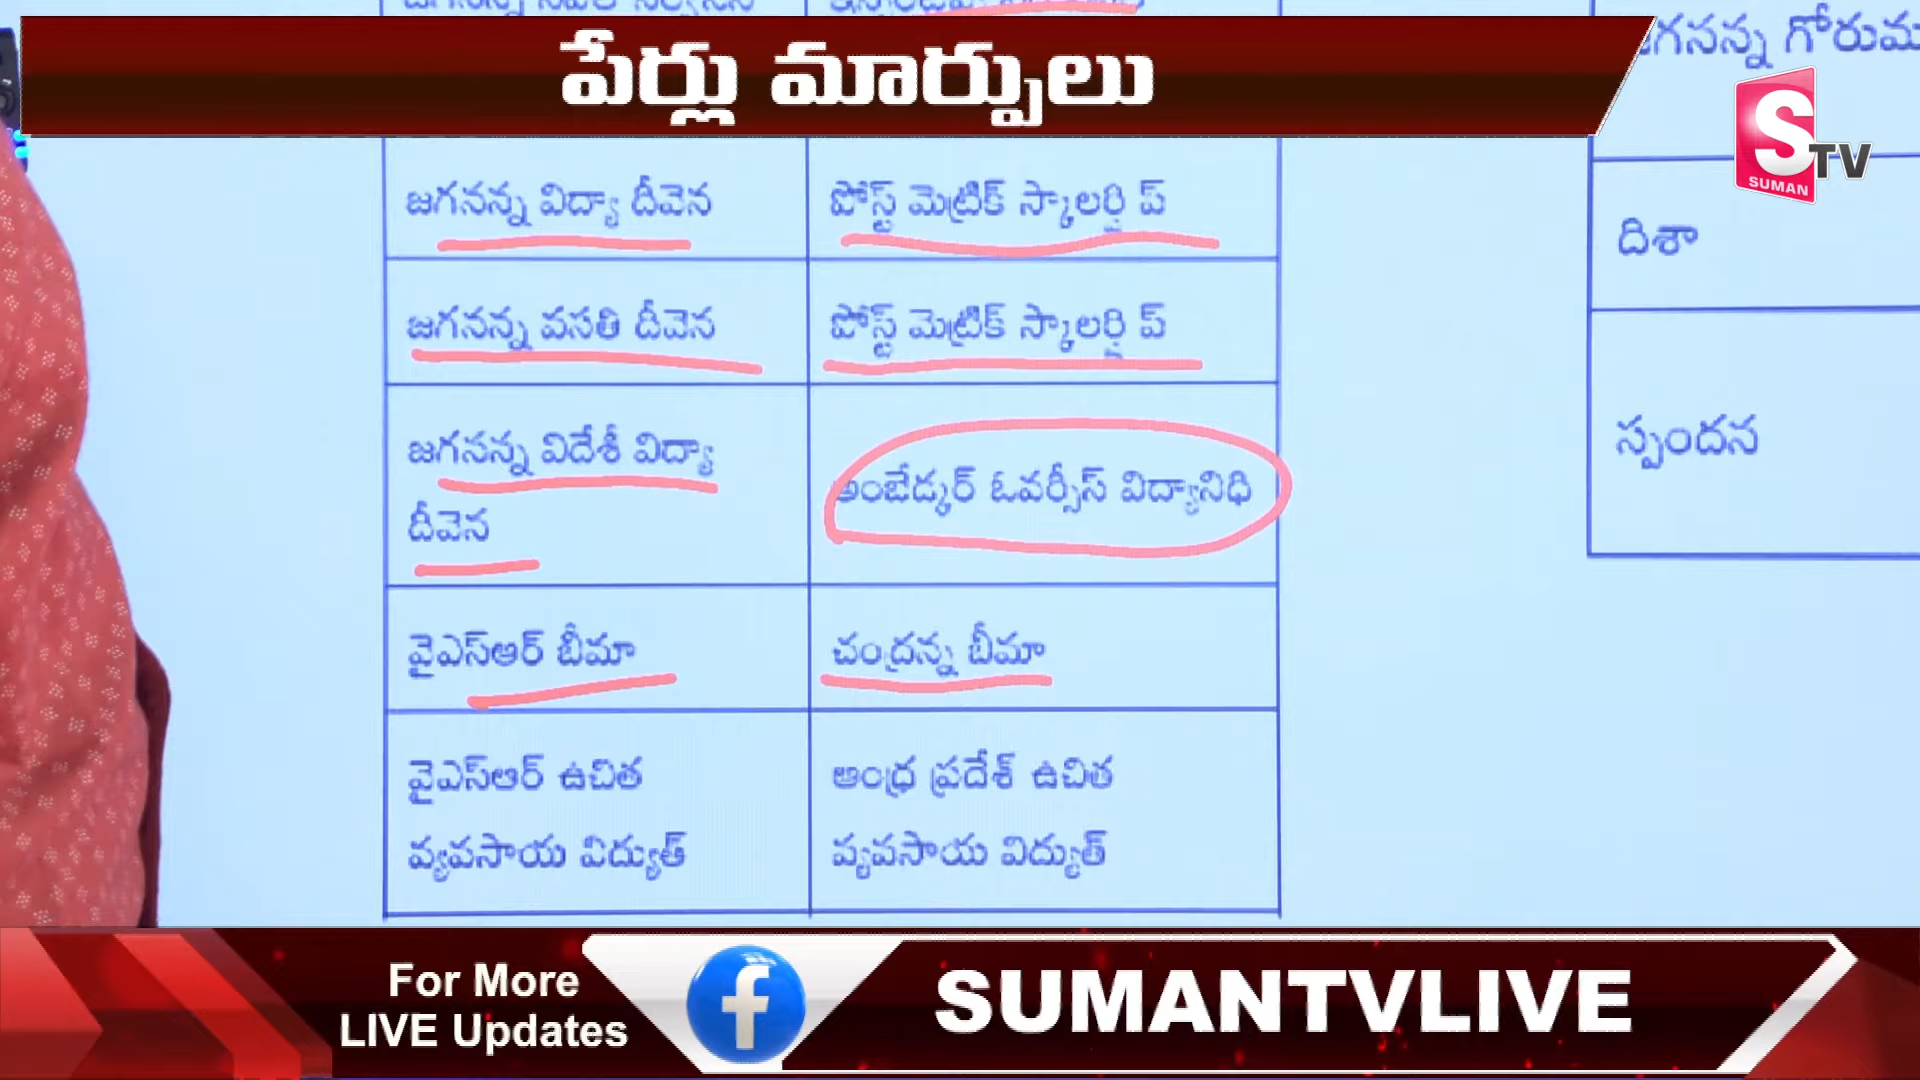 పేర్లు మార్పులు
S TV
SUMAN
జగనన్న విద్యా దీవెన
పోస్ట్ మెట్రిక్ స్కాలర్షిప్
జగనన్న వసతి దీవెన
పోస్ట్ మెట్రిక్ స్కాలర్షిప్
జగనన్న విదేశీ విద్యా
దీవెన
అంబేడ్కర్ ఓవర్సీస్ విద్యానిధి
వైఎస్ఆర్ బీమా
చంద్రన్న బీమా
వైఎస్ఆర్ ఉచిత
వ్యవసాయ విద్యుత్
ఆంధ్ర ప్రదేశ్ ఉచిత
వ్యవసాయ విద్యుత్
దిశా
స్పందన
For More
LIVE Updates
f
SUMANTVLIVE